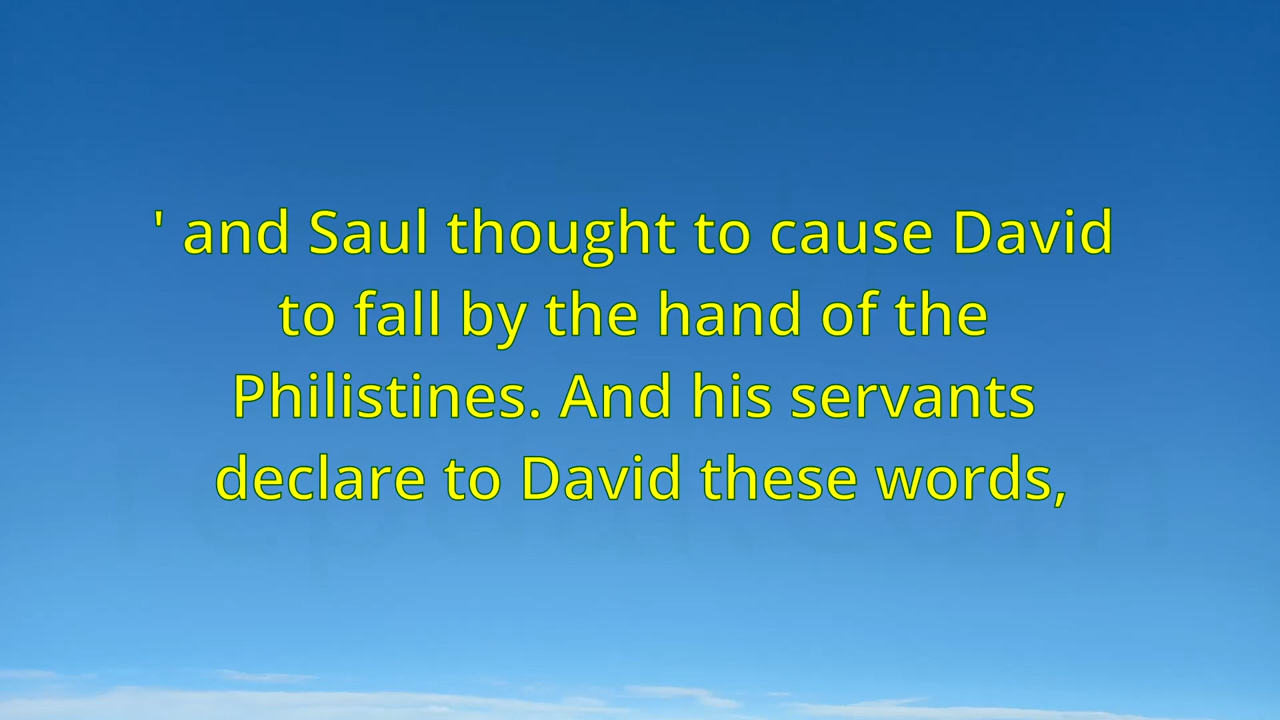 ' and Saul thought to cause David
to fall by the hand of the
Philistines. And his servants
declare to David these words,